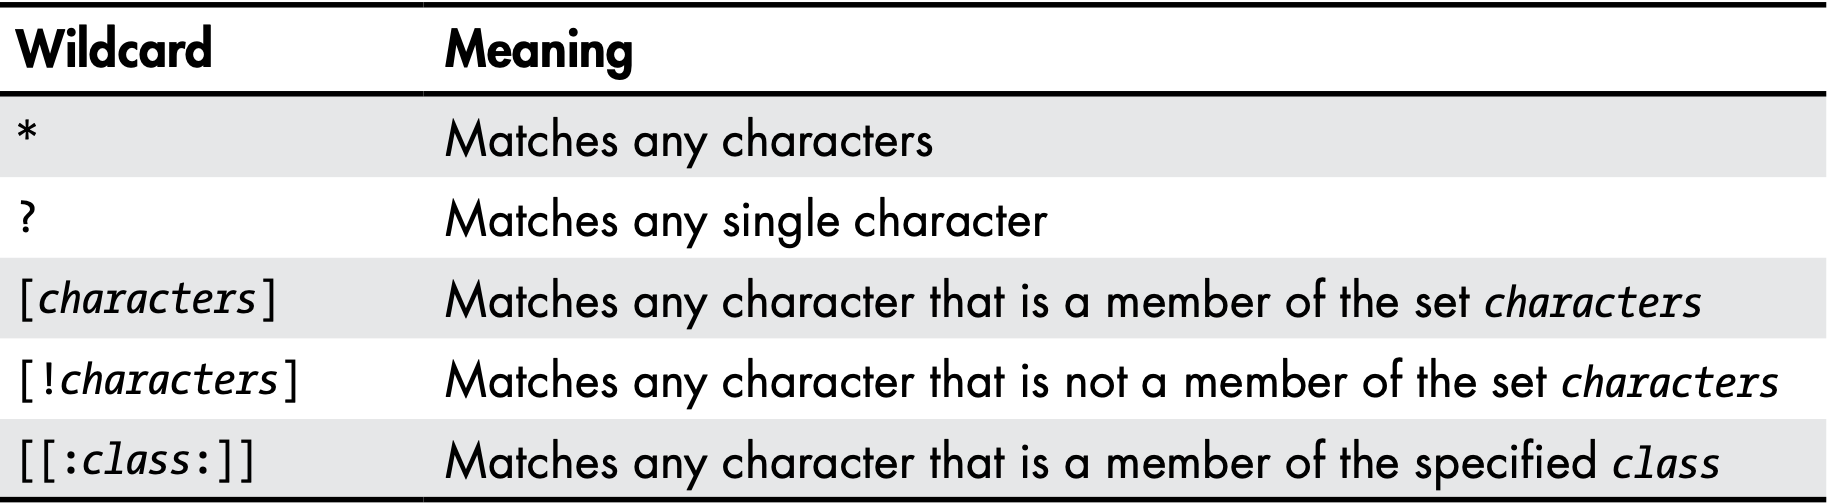 Wildcard Meaning
* Matches any characters
? Matches any single character
[characters] Matches any character that is a member of the set characters
[!characters] Matches any character that is not a member of the set characters
[[:class:]] Matches any character that is a member of the specified class